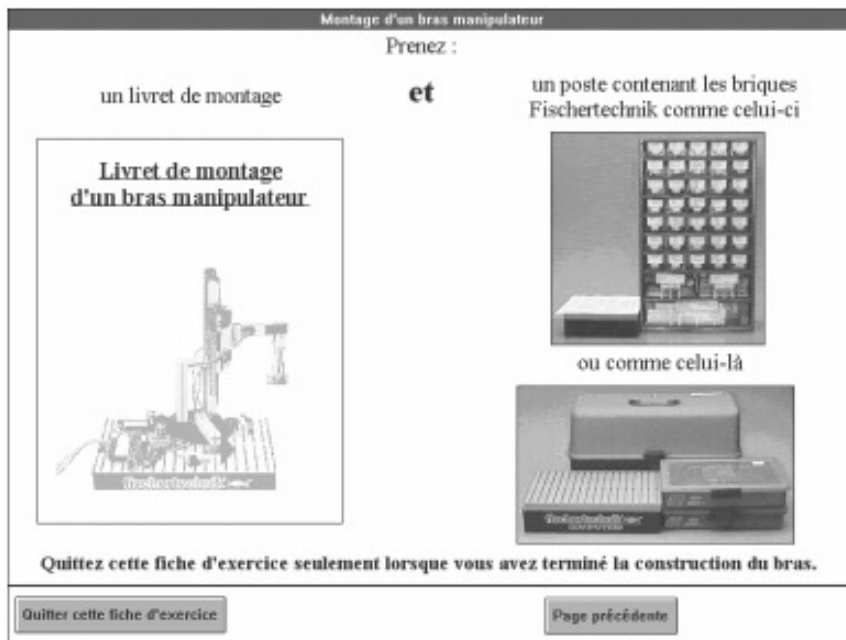 Montage d'un bras manipulateur
Prenez :
un livret de montage
et
un poste contenant les briques
Fischertechnik comme celui-ci
Livret de montage
d'un bras manipulateur
fischertechnik
ou comme celui-là
fischertechnik
Quittez cette fiche d'exercice seulement lorsque vous avez terminé la construction du bras.
Quitter cette fiche d'exercice
Page précédente